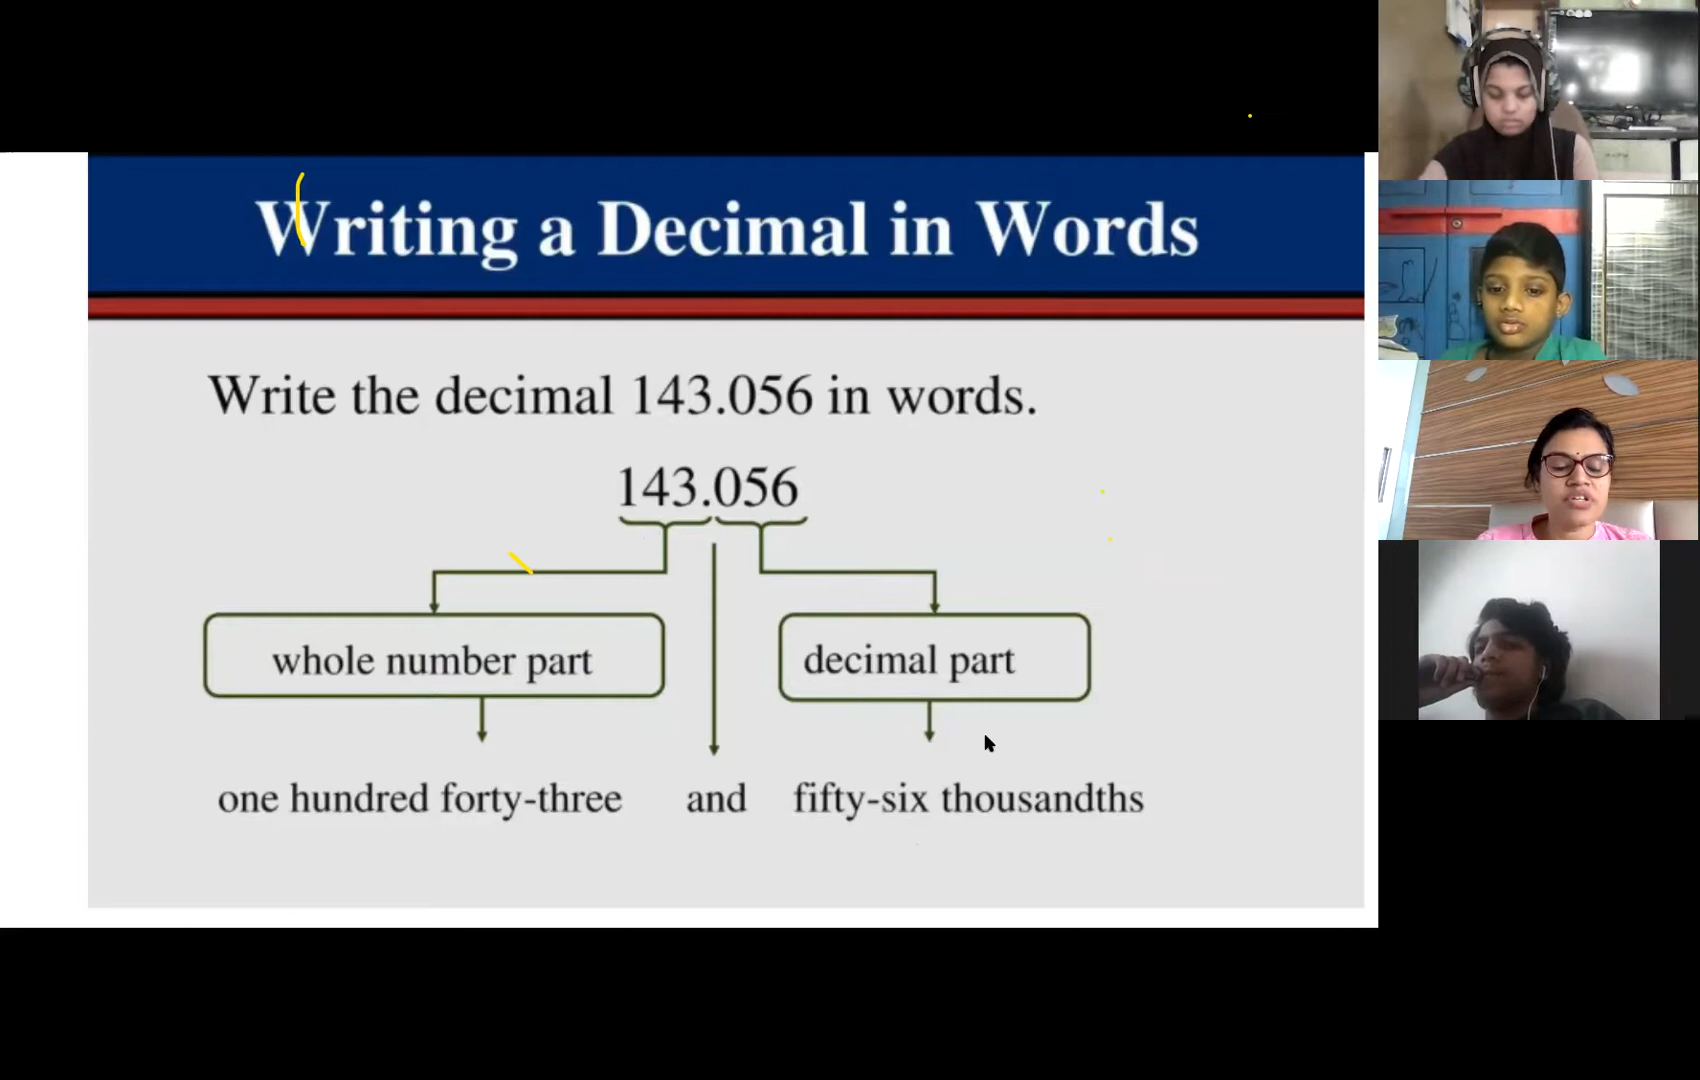 Writing a Decimal in Words
Write the decimal 143.056 in words.
143.056
whole number part decimal part
one hundred forty-three and fifty-six thousandths